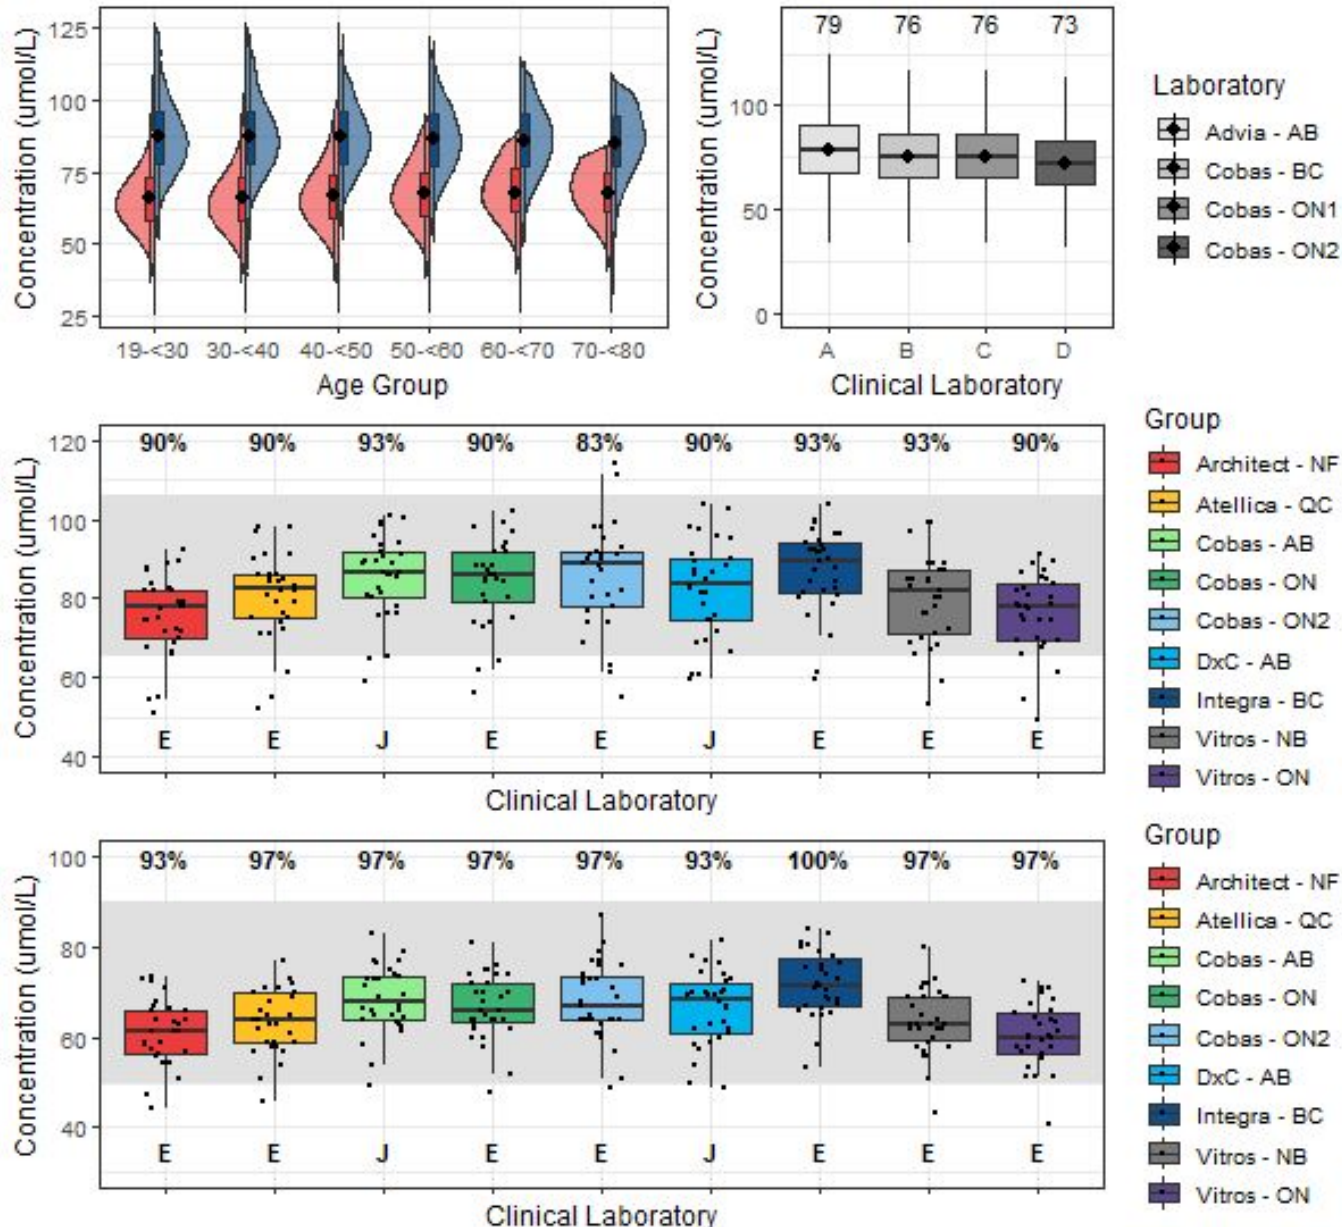 Concentration (umol/L)
125
100
75
50
25
19-<30 30-<40 40-<50 50-<60 60-<70 70-<80
Age Group
Concentration (umol/L)
79 76 76 73
100
50
0
A B C D
Clinical Laboratory
Laboratory
Advia - AB
Cobas - BC
Cobas - ON1
Cobas - ON2
Concentration (umol/L)
120
100
80
60
40
90% 90% 93% 90% 83% 90% 93% 93% 90%
E E J E E J E E E
Clinical Laboratory
Group
Architect - NF
Atellica - QC
Cobas - AB
Cobas - ON
Cobas - ON2
DxC - AB
Integra - BC
Vitros - NB
Vitros - ON
Concentration (umol/L)
100
80
60
40
93% 97% 97% 97% 97% 93% 100% 97% 97%
E E J E E J E E E
Clinical Laboratory
Group
Architect - NF
Atellica - QC
Cobas - AB
Cobas - ON
Cobas - ON2
DxC - AB
Integra - BC
Vitros - NB
Vitros - ON